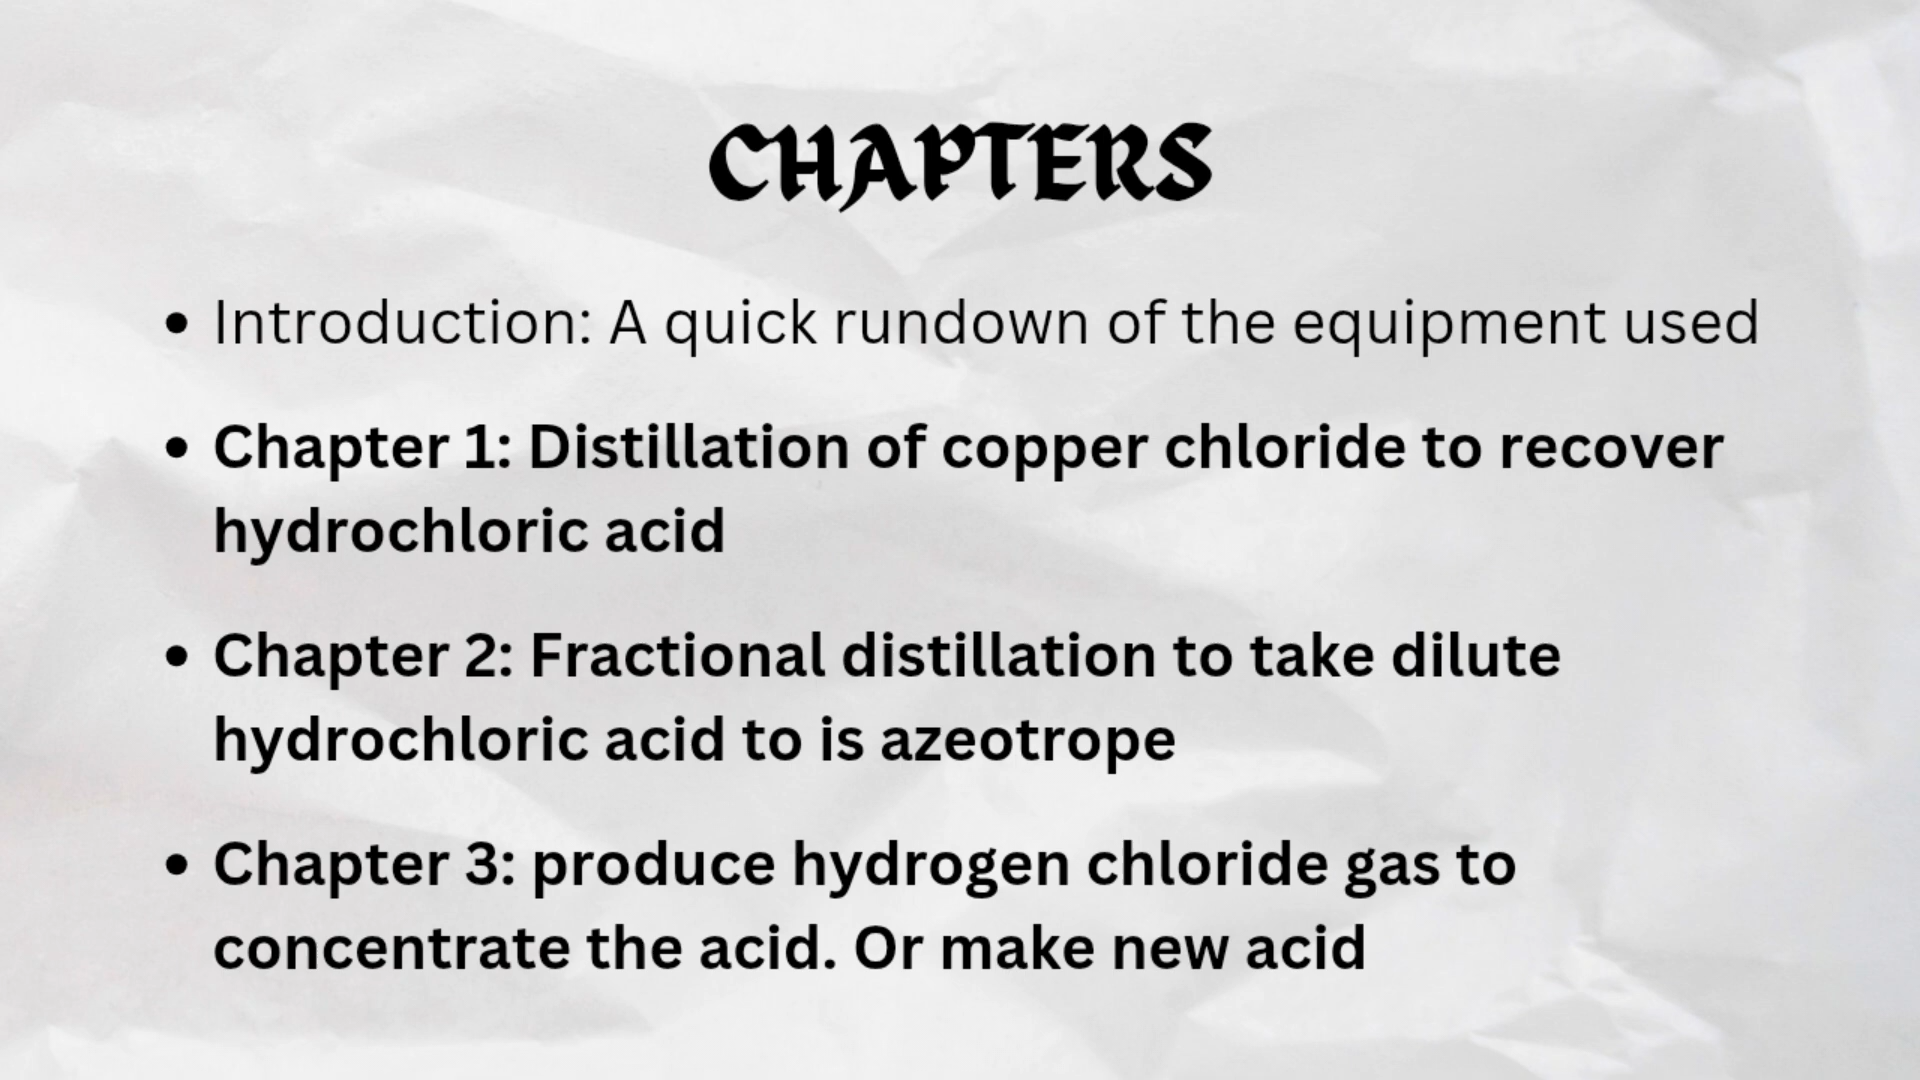 CHAPTERS
• Introduction: A quick rundown of the equipment used
• Chapter 1: Distillation of copper chloride to recover
hydrochloric acid
• Chapter 2: Fractional distillation to take dilute
hydrochloric acid to is azeotrope
• Chapter 3: produce hydrogen chloride gas to
concentrate the acid. Or make new acid